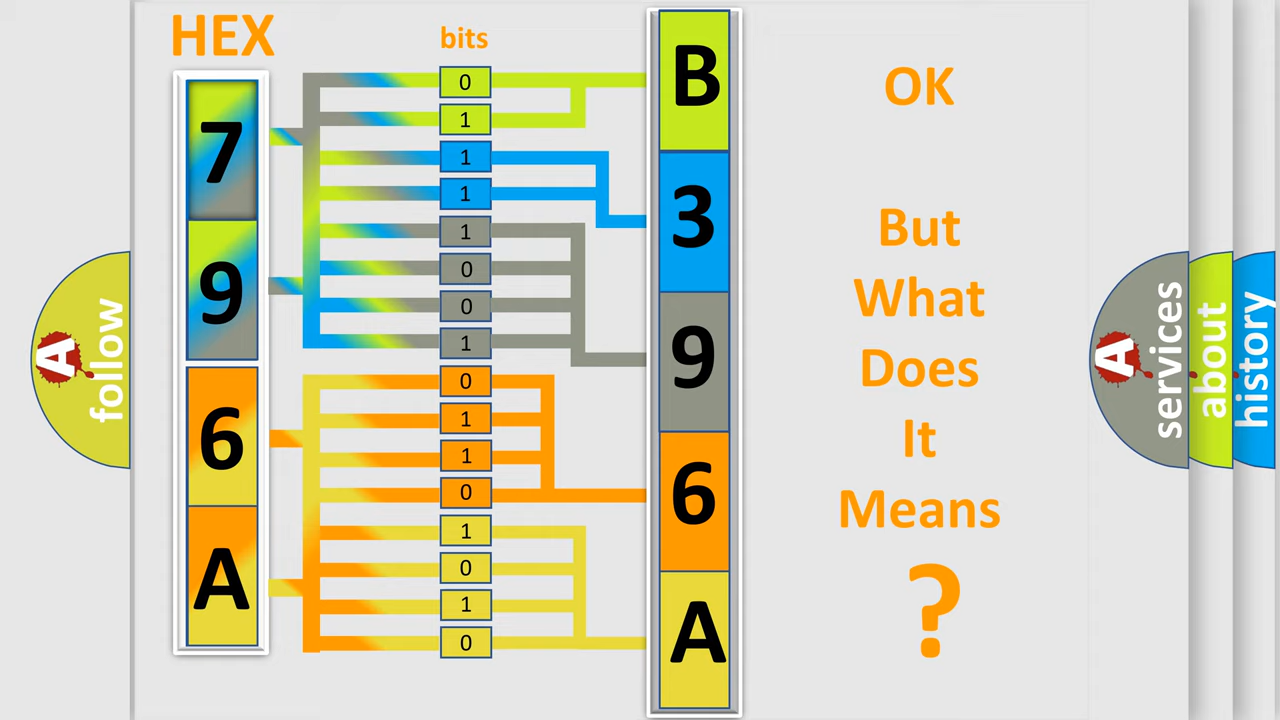 HEX
bits
7
9
6
A
0
1
1
1
1
0
0
1
0
1
1
0
1
0
1
0
B
3
9
6
A
OK
But
What
Does
It
Means
?
A
follow
A
services
about
history